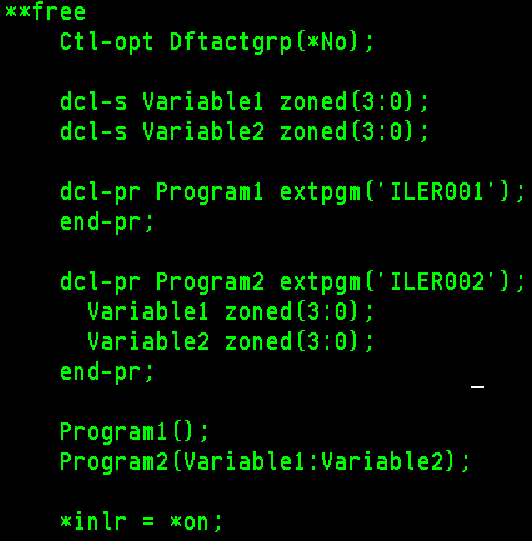 **free
Ctl-opt Dftactgrp(*No);
dcl-s Variable1 zoned(3:0);
dcl-s Variable2 zoned(3:0);
dcl-pr Program1 extpgm('ILER001');
end-pr;
dcl-pr Program2 extpgm('ILER002');
Variable1 zoned(3:0);
Variable2 zoned(3:0);
end-pr;
Program1();
Program2(Variable1:Variable2);
*inlr = *on;